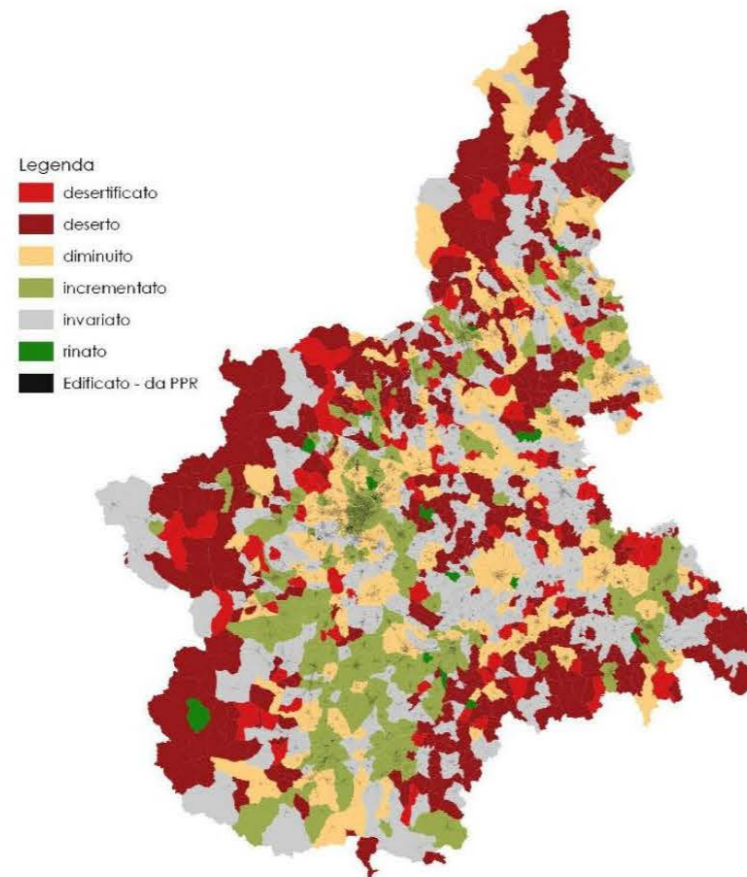 Legenda
desertificato
deserto
diminuito
incrementato
invariato
rinato
Edificato - da PPR